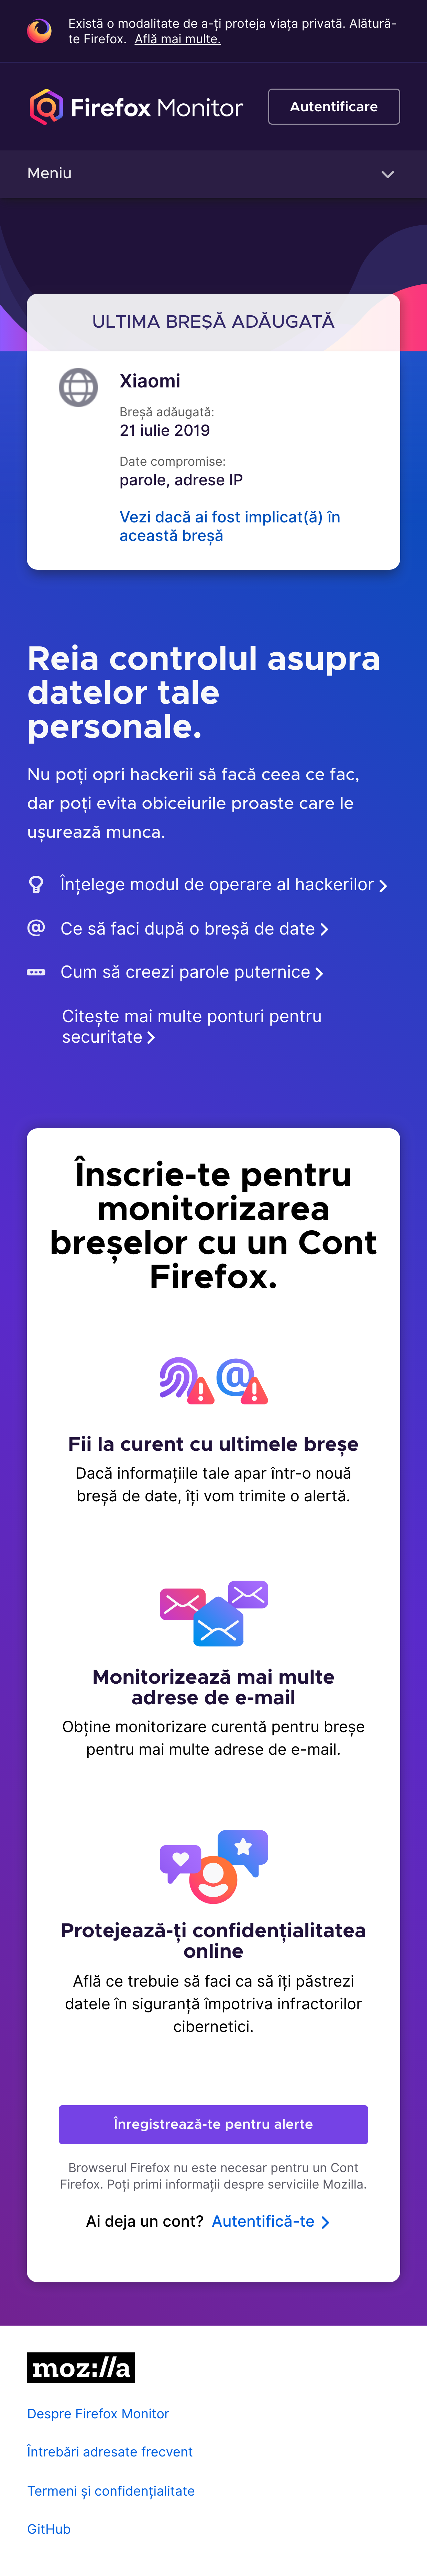 Există o modalitate de a-ți proteja viața privată. Alătură-
te Firefox. Află mai multe.
Firefox Monitor
Autentificare
Meniu
ULTIMA BREȘĂ ADĂUGATĂ
Xiaomi
Breșă adăugată:
21 iulie 2019
Date compromise:
parole, adrese IP
Vezi dacă ai fost implicat(ă) în
această breșă
Reia controlul asupra
datelor tale
personale.
Nu poți opri hackerii să facă ceea ce fac,
dar poți evita obiceiurile proaste care le
ușurează munca.
Înțelege modul de operare al hackerilor
Ce să faci după o breșă de date
Cum să creezi parole puternice
Citește mai multe ponturi pentru
securitate
Înscrie-te pentru
monitorizarea
breșelor cu un Cont
Firefox.
Fii la curent cu ultimele breșe
Dacă informațiile tale apar într-o nouă
breșă de date, îți vom trimite o alertă.
Monitorizează mai multe
adrese de e-mail
Obține monitorizare curentă pentru breșe
pentru mai multe adrese de e-mail.
Protejează-ți confidențialitatea
online
Află ce trebuie să faci ca să îți păstrezi
datele în siguranță împotriva infractorilor
cibernetici.
Înregistrează-te pentru alerte
Browserul Firefox nu este necesar pentru un Cont
Firefox. Poți primi informații despre serviciile Mozilla.
Ai deja un cont? Autentifică-te
moz://a
Despre Firefox Monitor
Întrebări adresate frecvent
Termeni și confidențialitate
GitHub